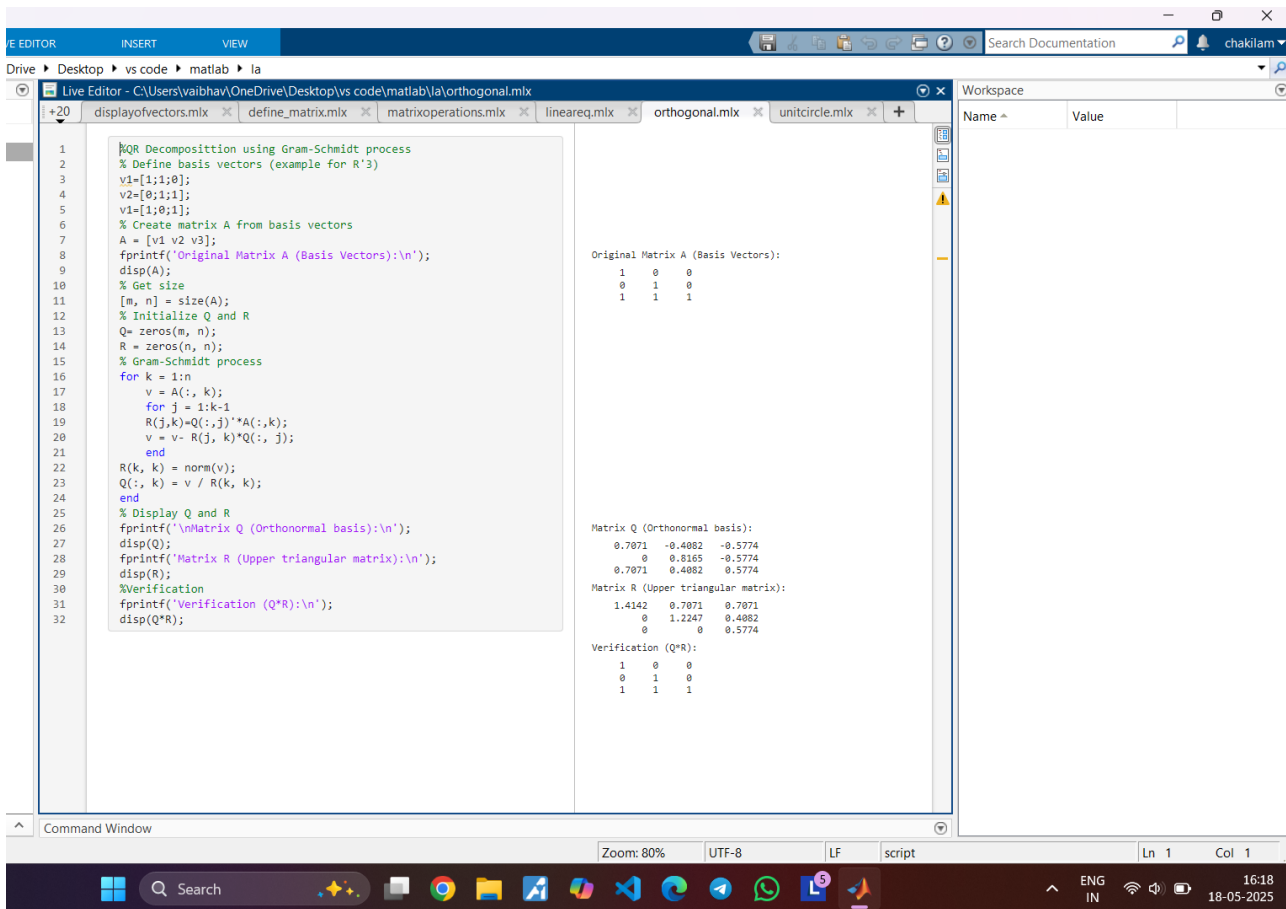 VE EDITOR INSERT VIEW Search Documentation chakilam
Drive Desktop vs code matlab la
Live Editor - C:\Users\vaibhav\OneDrive\Desktop\vs code\matlab\la\orthogonal.mlx
Workspace
+20 displayofvectors.mlx define_matrix.mlx matrixoperations.mlx lineareq.mlx orthogonal.mlx unitcircle.mlx
Name Value
1 %QR Decomposittion using Gram-Schmidt process
2 % Define basis vectors (example for R'3)
3 v1=[1;1;0];
4 v2=[0;1;1];
5 v1=[1;0;1];
6 % Create matrix A from basis vectors
7 A = [v1 v2 v3];
8 fprintf('Original Matrix A (Basis Vectors):\n');
9 disp(A);
10 % Get size
11 [m, n] = size(A);
12 % Initialize Q and R
13 Q= zeros(m, n);
14 R = zeros(n, n);
15 % Gram-Schmidt process
16 for k = 1:n
17 v = A(:, k);
18 for j = 1:k-1
19 R(j,k)=Q(:,j)'*A(:,k);
20 v = v- R(j, k)*Q(:, j);
21 end
22 R(k, k) = norm(v);
23 Q(:, k) = v / R(k, k);
24 end
25 % Display Q and R
26 fprintf('\nMatrix Q (Orthonormal basis):\n');
27 disp(Q);
28 fprintf('Matrix R (Upper triangular matrix):\n');
29 disp(R);
30 %Verification
31 fprintf('Verification (Q*R):\n');
32 disp(Q*R);
Original Matrix A (Basis Vectors):
1 0 0
0 1 0
1 1 1
Matrix Q (Orthonormal basis):
0.7071 -0.4082 -0.5774
0 0.8165 -0.5774
0.7071 0.4082 0.5774
Matrix R (Upper triangular matrix):
1.4142 0.7071 0.7071
0 1.2247 0.4082
0 0 0.5774
Verification (Q*R):
1 0 0
0 1 0
1 1 1
Command Window
Zoom: 80% UTF-8 LF script Ln 1 Col 1
Search
5
ENG
IN
16:18
18-05-2025